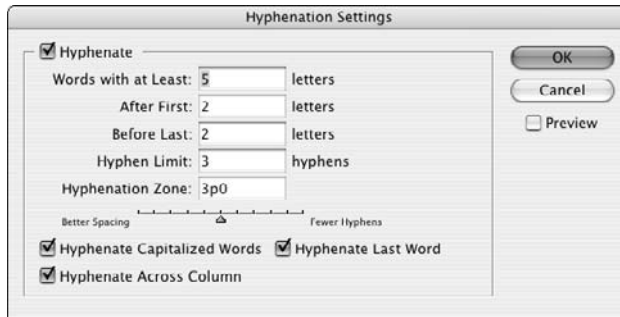 Hyphenation Settings
Hyphenate
Words with at Least: 5 letters
After First: 2 letters
Before Last: 2 letters
Hyphen Limit: 3 hyphens
Hyphenation Zone: 3p0
Better Spacing Fewer Hyphens
Hyphenate Capitalized Words Hyphenate Last Word
Hyphenate Across Column
OK
Cancel
Preview